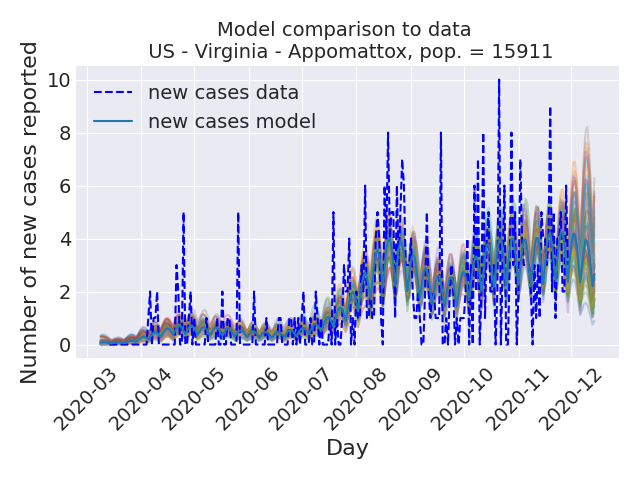 Model comparison to data
US - Virginia - Appomattox, pop. = 15911
Number of new cases reported
10
8
6
4
2
0
new cases data
new cases model
2020-03
2020-04
2020-05
2020-06
2020-07
2020-08
2020-09
2020-10
2020-11
2020-12
Day